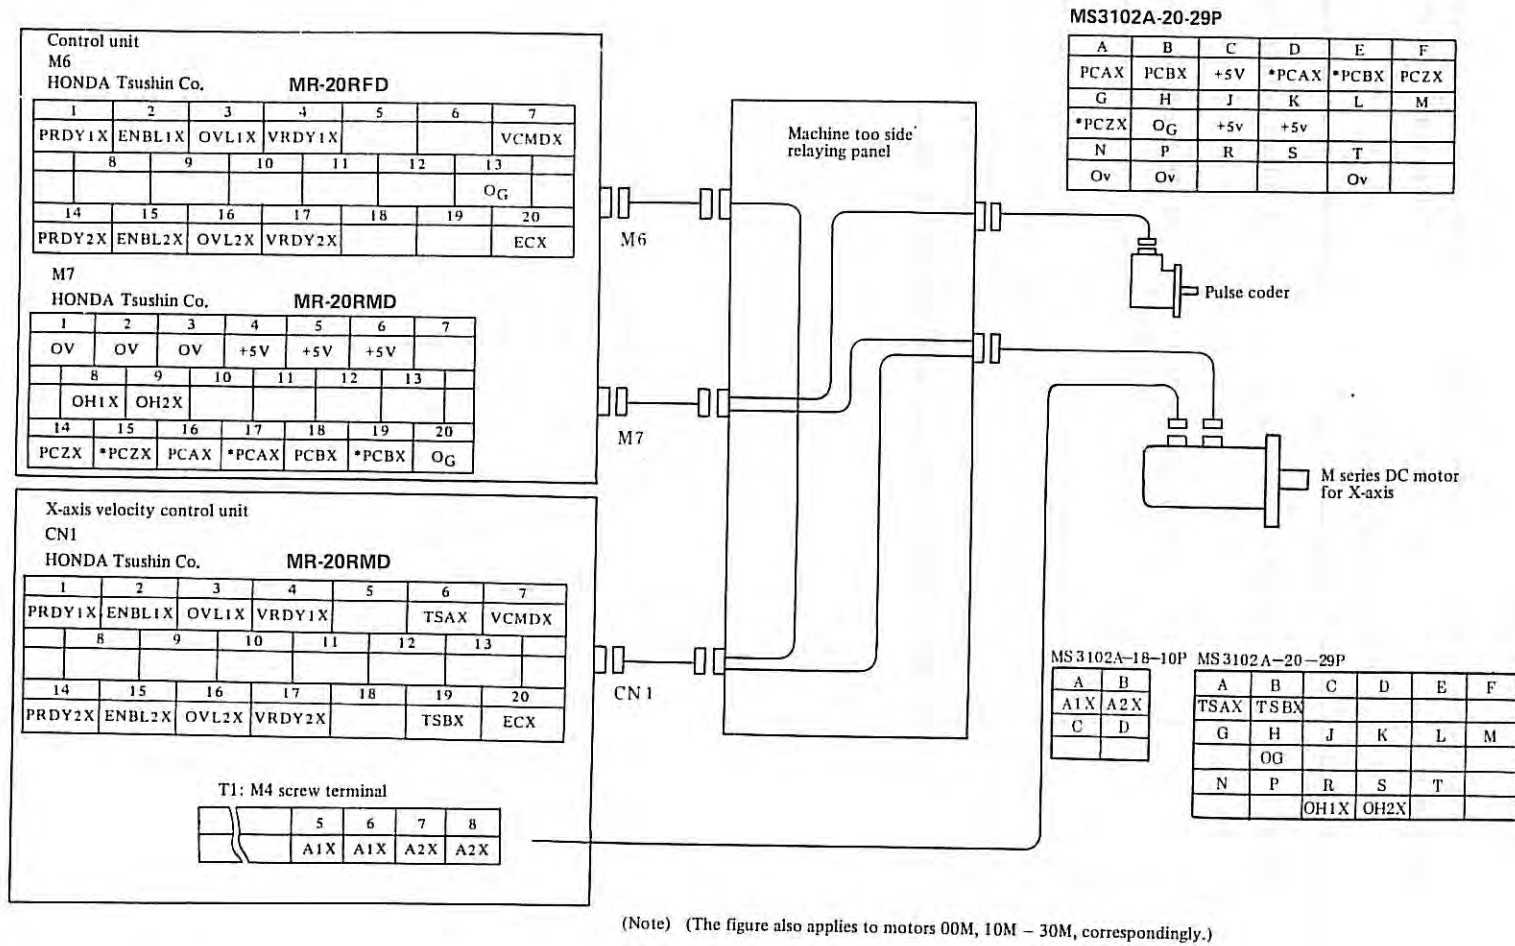 Control unit
M6
HONDA Tsushin Co. MR-20RFD
1 2 3 4 5 6 7
PRDY1X ENBL1X OVL1X VRDY1X VCMDX
8 9 10 11 12 13
OG
14 15 16 17 18 19 20
PRDY2X ENBL2X OVL2X VRDY2X ECX
M7
HONDA Tsushin Co. MR-20RMD
1 2 3 4 5 6 7
OV OV OV +5V +5V +5V
8 9 10 11 12 13
OH1X OH2X
14 15 16 17 18 19 20
PCZX *PCZX PCAX *PCAX PCBX *PCBX OG
X-axis velocity control unit
CN1
HONDA Tsushin Co. MR-20RMD
1 2 3 4 5 6 7
PRDY1X ENBL1X OVL1X VRDY1X TSAX VCMDX
8 9 10 11 12 13
14 15 16 17 18 19 20
PRDY2X ENBL2X OVL2X VRDY2X TSBX ECX
T1: M4 screw terminal
5 6 7 8
A1X A1X A2X A2X
M6
M7
CN1
Machine too side
relaying panel
MS3102A-20-29P
A B C D E F
PCAX PCBX +5V *PCAX *PCBX PCZX
G H J K L M
*PCZX OG +5v +5v
N P R S T
Ov Ov Ov
Pulse coder
M series DC motor
for X-axis
MS3102A-18-10P
A B
A1X A2X
C D
MS3102A-20-29P
A B C D E F
TSAX TSBX
G H J K L M
OG
N P R S T
OH1X OH2X
(Note) (The figure also applies to motors 00M, 10M – 30M, correspondingly.)